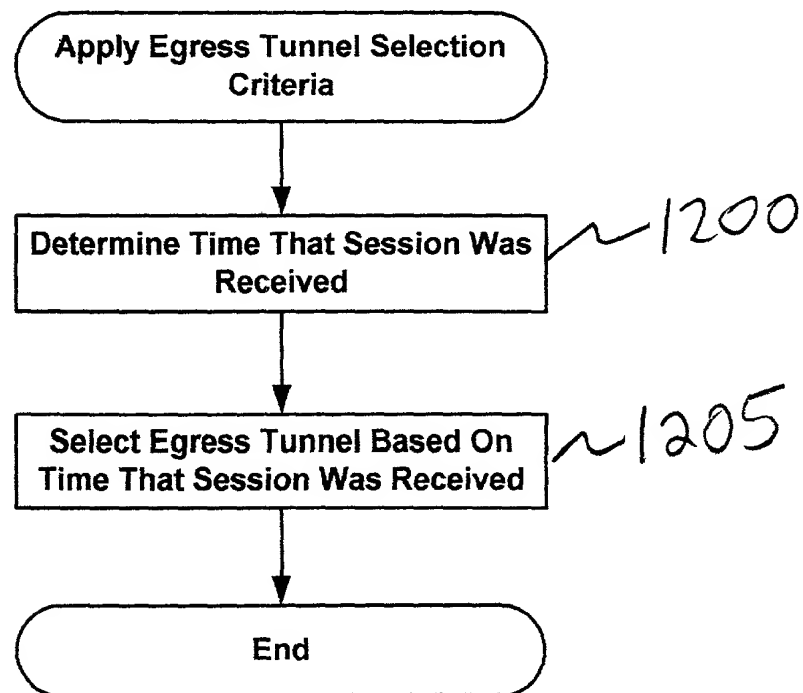 Apply Egress Tunnel Selection
Criteria
Determine Time That Session Was
Received
1200
Select Egress Tunnel Based On
Time That Session Was Received
1205
End